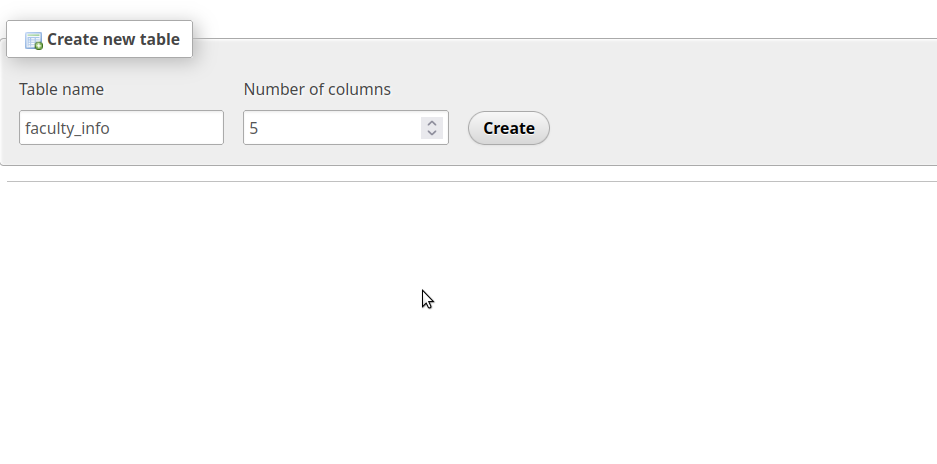 Create new table
Table name
Number of columns
faculty_info
5
Create